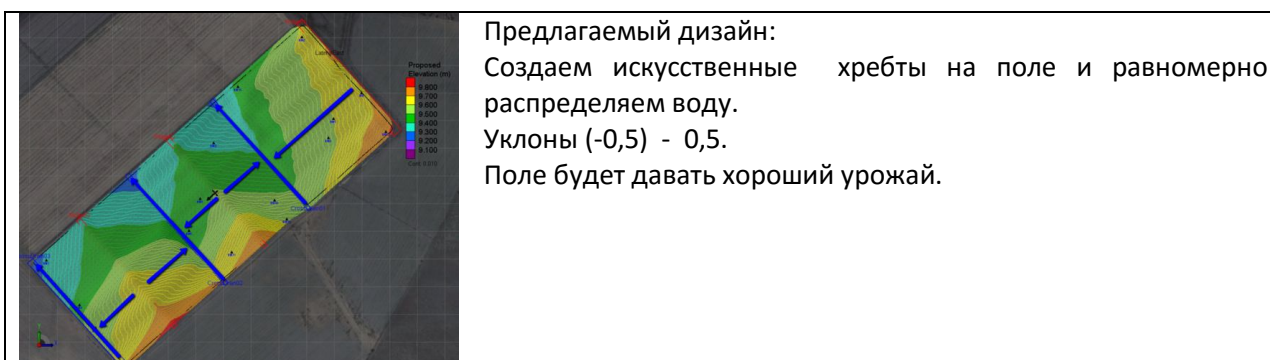 Предлагаемый дизайн:
Создаем искусственные хребты на поле и равномерно
распределяем воду.
Уклоны (-0,5) - 0,5.
Поле будет давать хороший урожай.
Proposed
Elevation (m)
9.800
9.700
9.600
9.500
9.400
9.300
9.200
9.100